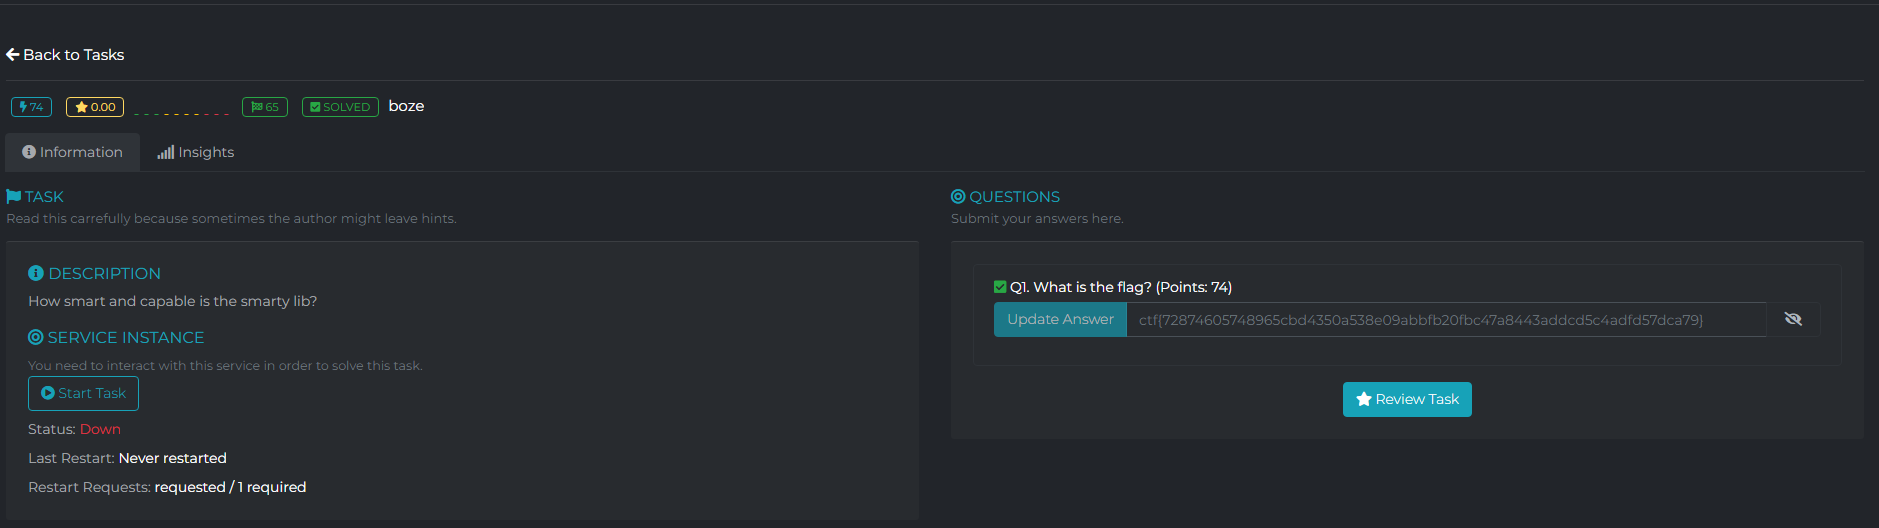 Back to Tasks
74 0.00 65 SOLVED boze
Information Insights
TASK
Read this carrefully because sometimes the author might leave hints.
DESCRIPTION
How smart and capable is the smarty lib?
SERVICE INSTANCE
You need to interact with this service in order to solve this task.
Start Task
Status: Down
Last Restart: Never restarted
Restart Requests: requested / 1 required
QUESTIONS
Submit your answers here.
Q1. What is the flag? (Points: 74)
Update Answer ctf{72874605748965cbd4350a538e09abbfb20fbc47a8443addcd5c4adfd57dca79}
Review Task